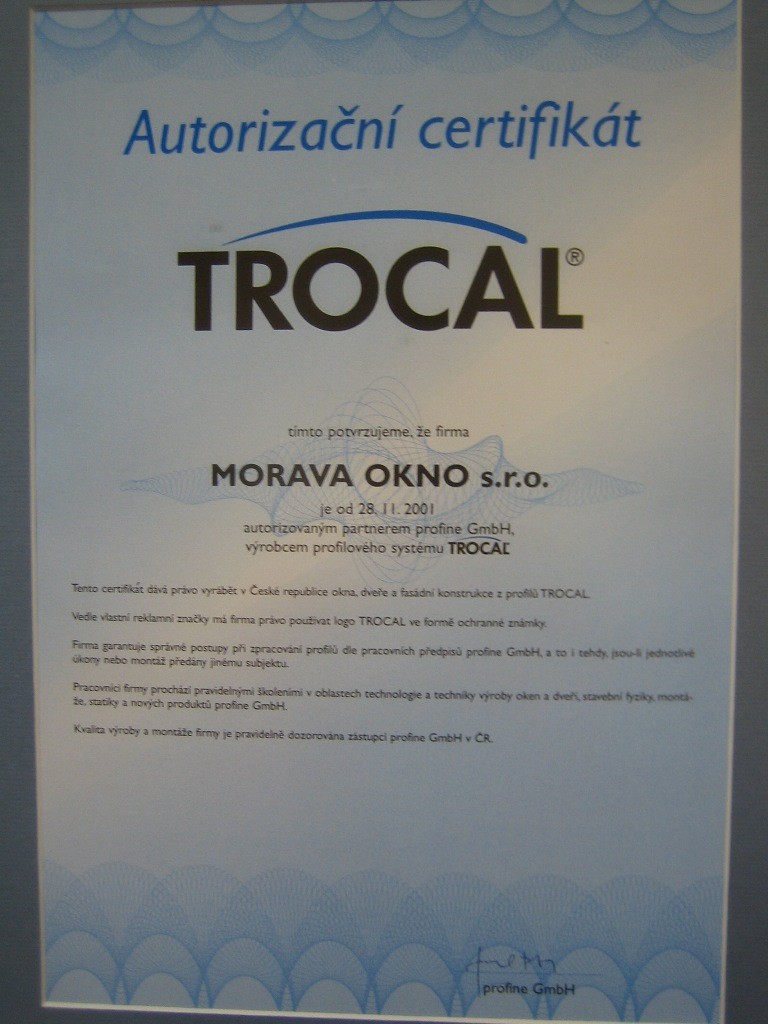 Autorizační certifikát
TROCAL®
tímto potvrzujeme, že firma
MORAVA OKNO s.r.o.
je od 28. 11. 2001
autorizovaným partnerem profine GmbH,
výrobcem profilového systému TROCAL
Tento certifikát dává právo vyrábět v České republice okna, dveře a fasádní konstrukce z profilů TROCAL.
Vedle vlastní reklamní značky má firma právo používat logo TROCAL ve formě ochranné známky.
Firma garantuje správné postupy při zpracování profilů dle pracovních předpisů profine GmbH, a to i tehdy, jsou-li jednotlivé
úkony nebo montáž předány jinému subjektu.
Pracovníci firmy prochází pravidelnými školeními v oblastech technologie a techniky výroby oken a dveří, stavební fyziky, montá-
že, statiky a nových produktů profine GmbH.
Kvalita výroby a montáže firmy je pravidelně dozorována zástupci profine GmbH v ČR.
profine GmbH